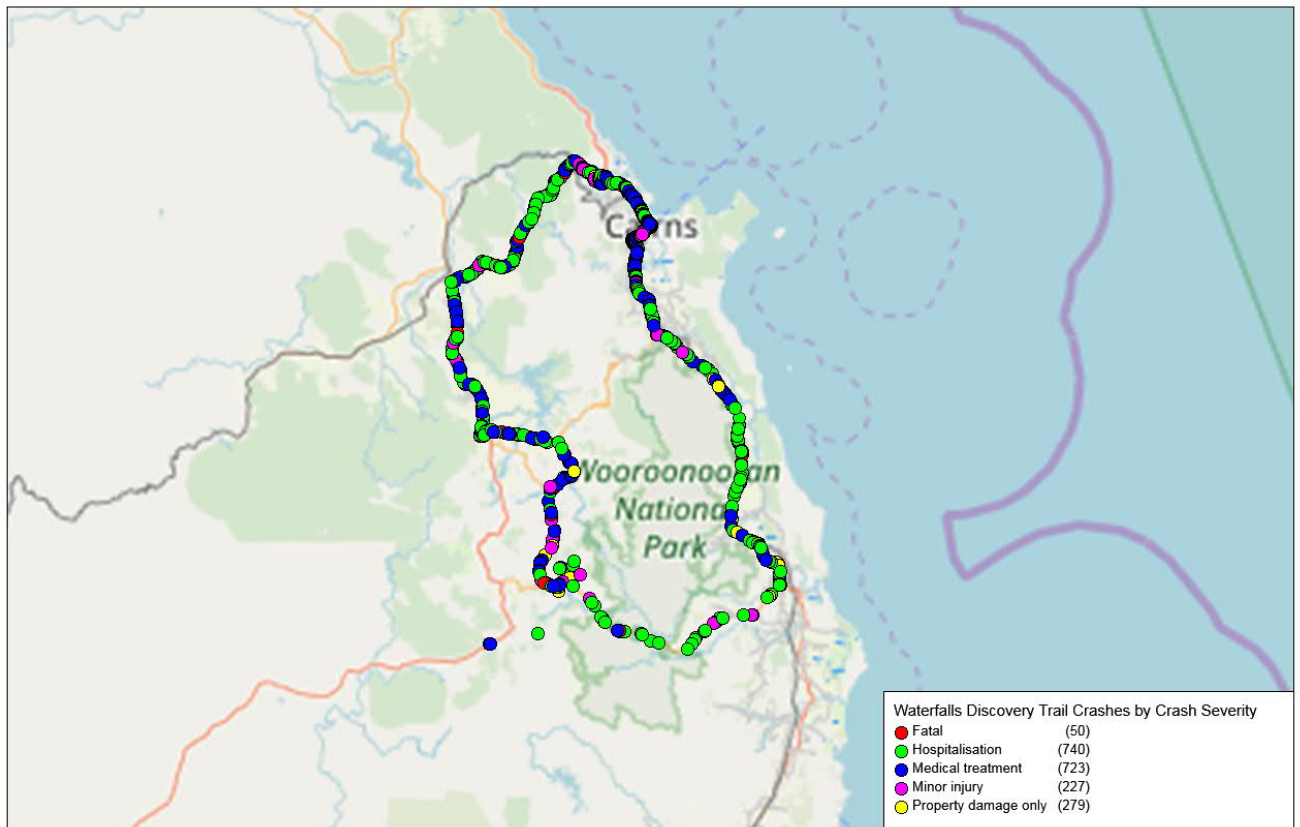 Cairns
Wooroonooran
National
Park
Waterfalls Discovery Trail Crashes by Crash Severity
Fatal (50)
Hospitalisation (740)
Medical treatment (723)
Minor injury (227)
Property damage only (279)